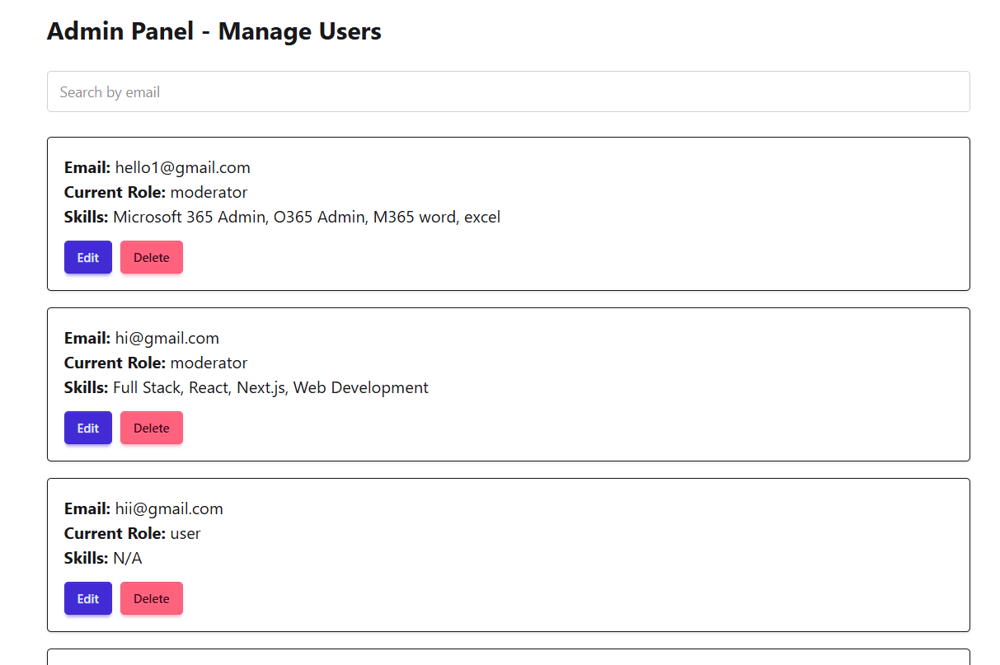 Admin Panel - Manage Users
Search by email
Email: hello1@gmail.com
Current Role: moderator
Skills: Microsoft 365 Admin, O365 Admin, M365 word, excel
Edit Delete
Email: hi@gmail.com
Current Role: moderator
Skills: Full Stack, React, Next.js, Web Development
Edit Delete
Email: hii@gmail.com
Current Role: user
Skills: N/A
Edit Delete